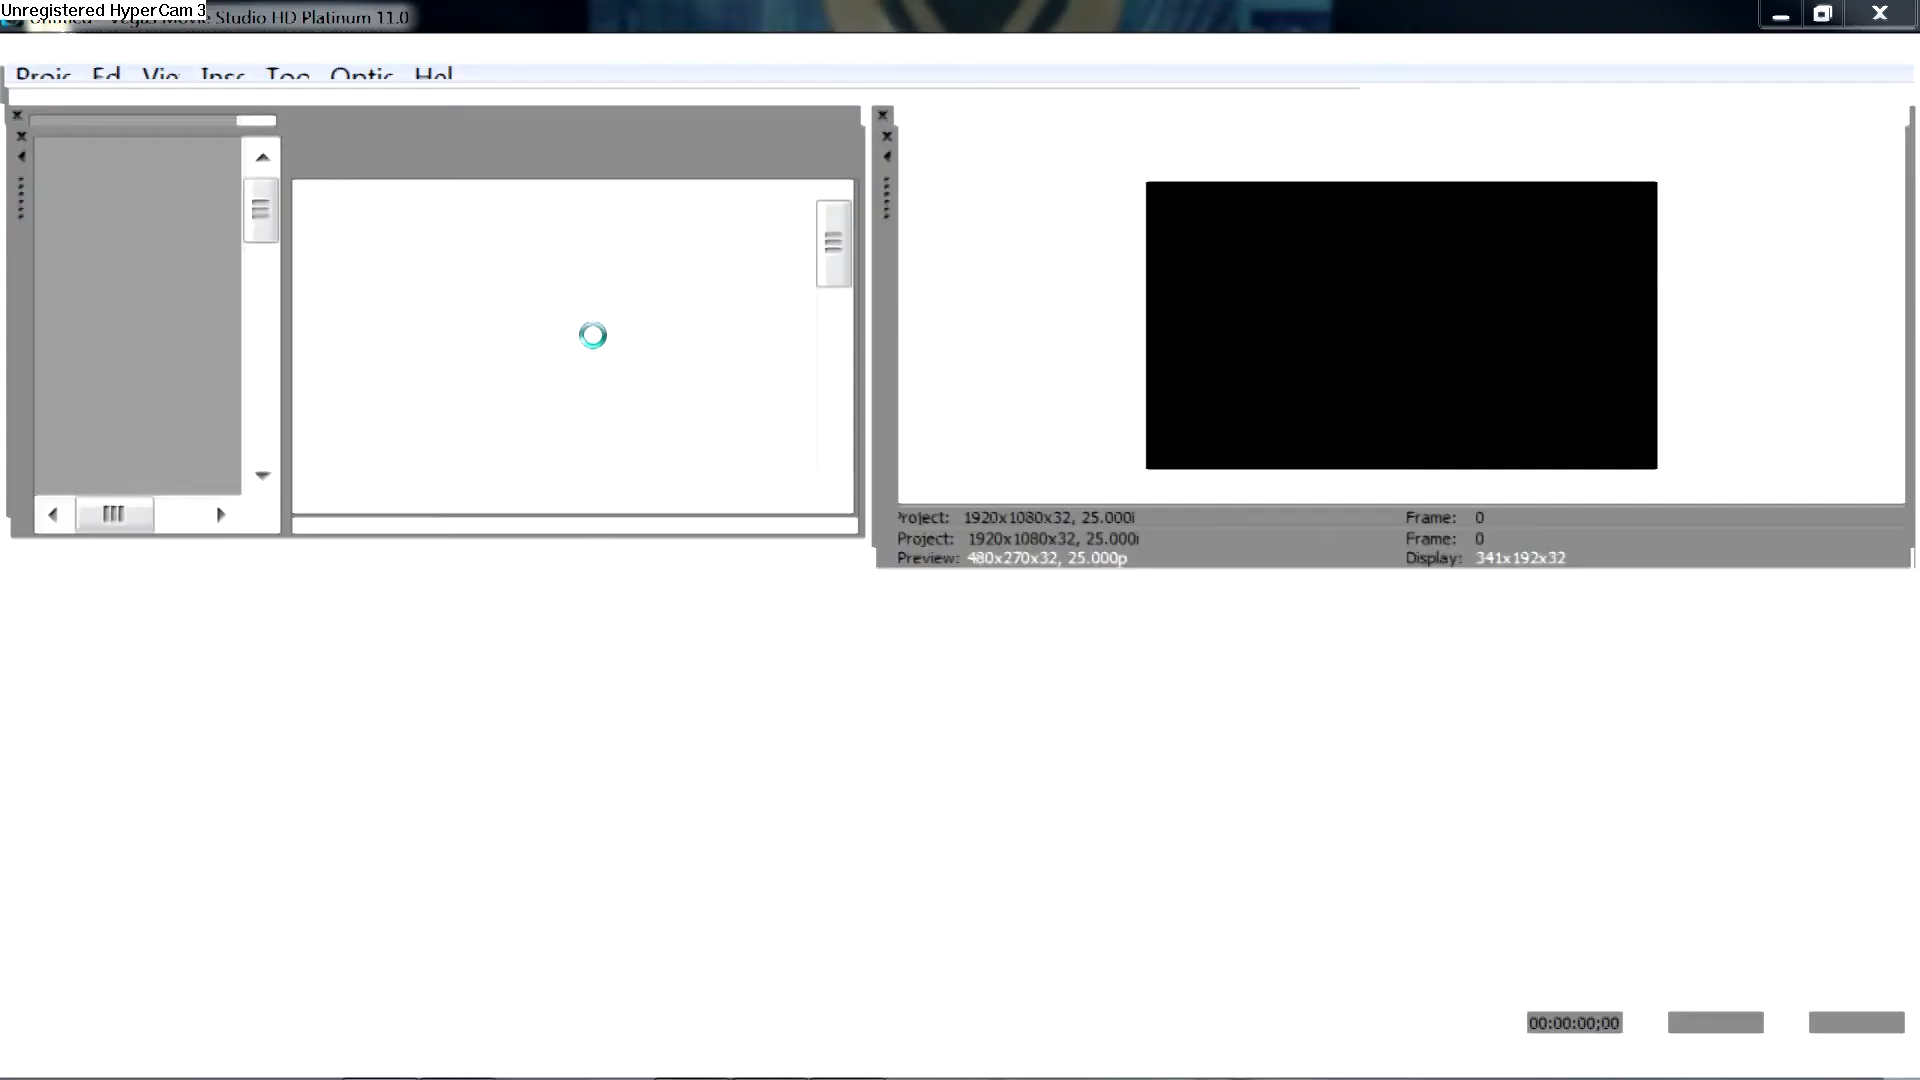 Unregistered HyperCam 3
Studio HD Platinum 11.0
Project: 1920x1080x32, 25.000i
Frame: 0
Project: 1920x1080x32, 25.000i
Frame: 0
Preview: 480x270x32, 25.000p
Display: 341x192x32
00:00:00;00